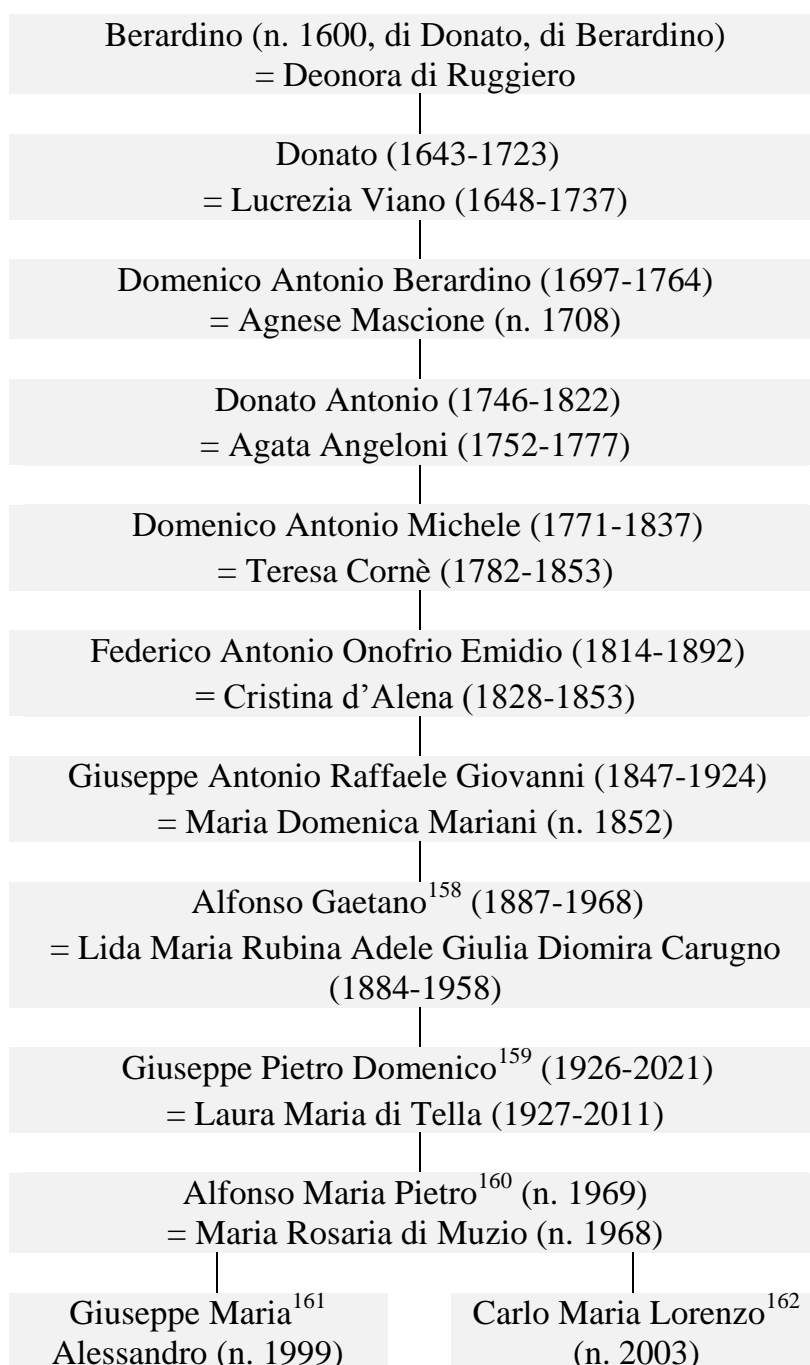 Berardino (n. 1600, di Donato, di Berardino)
= Deonora di Ruggiero
Donato (1643-1723)
= Lucrezia Viano (1648-1737)
Domenico Antonio Berardino (1697-1764)
= Agnese Mascione (n. 1708)
Donato Antonio (1746-1822)
= Agata Angeloni (1752-1777)
Domenico Antonio Michele (1771-1837)
= Teresa Cornè (1782-1853)
Federico Antonio Onofrio Emidio (1814-1892)
= Cristina d’Alena (1828-1853)
Giuseppe Antonio Raffaele Giovanni (1847-1924)
= Maria Domenica Mariani (n. 1852)
Alfonso Gaetano158 (1887-1968)
= Lida Maria Rubina Adele Giulia Diomira Carugno
(1884-1958)
Giuseppe Pietro Domenico159 (1926-2021)
= Laura Maria di Tella (1927-2011)
Alfonso Maria Pietro160 (n. 1969)
= Maria Rosaria di Muzio (n. 1968)
Giuseppe Maria161
Alessandro (n. 1999)
Carlo Maria Lorenzo162
(n. 2003)